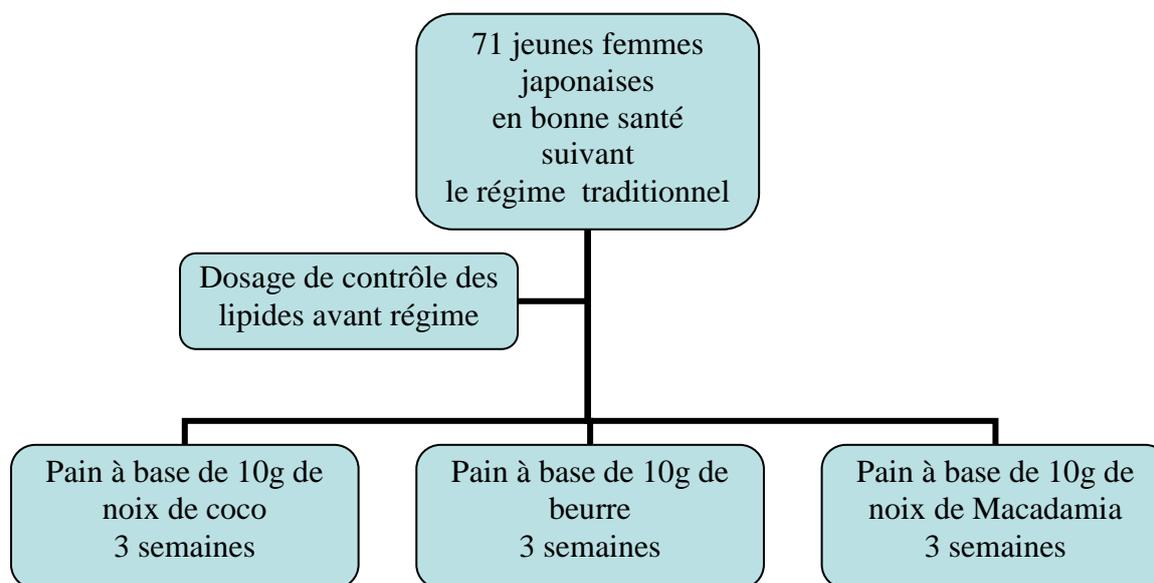 71 jeunes femmes
japonaises
en bonne santé
suivant
le régime traditionnel
Dosage de contrôle des
lipides avant régime
Pain à base de 10g de
noix de coco
3 semaines
Pain à base de 10g de
beurre
3 semaines
Pain à base de 10g de
noix de Macadamia
3 semaines